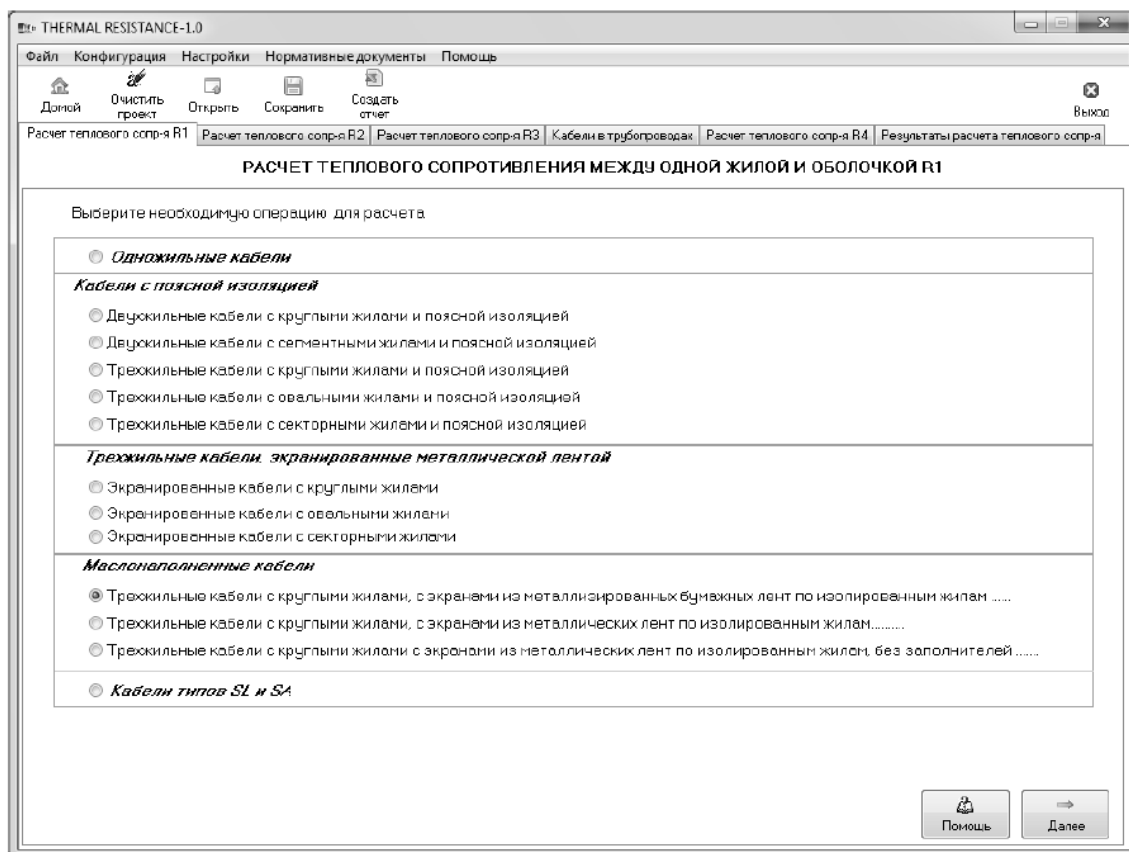 THERMAL RESISTANCE-1.0
Файл Конфигурация Настройки Нормативные документы Помощь
Домой Очистить проект Открыть Сохранить Создать отчет Выход
Расчет теплового сопр-я R1 Расчет теплового сопр-я R2 Расчет теплового сопр-я R3 Кабели в трубопроводах Расчет теплового сопр-я R4 Результаты расчета теплового сопр-я
РАСЧЕТ ТЕПЛОВОГО СОПРОТИВЛЕНИЯ МЕЖДУ ОДНОЙ ЖИЛОЙ И ОБОЛОЧКОЙ R1
Выберите необходимую операцию для расчета
Одножильные кабели
Кабели с поясной изоляцией
Двухжильные кабели с круглыми жилами и поясной изоляцией
Двухжильные кабели с сегментными жилами и поясной изоляцией
Трехжильные кабели с круглыми жилами и поясной изоляцией
Трехжильные кабели с овальными жилами и поясной изоляцией
Трехжильные кабели с секторными жилами и поясной изоляцией
Трехжильные кабели, экранированные металлической лентой
Экранированные кабели с круглыми жилами
Экранированные кабели с овальными жилами
Экранированные кабели с секторными жилами
Маслонаполненные кабели
Трехжильные кабели с круглыми жилами, с экранами из металлизированных бумажных лент по изолированным жилам ......
Трехжильные кабели с круглыми жилами, с экранами из металлических лент по изолированным жилам..........
Трехжильные кабели с круглыми жилами с экранами из металлических лент по изолированным жилам, без заполнителей .......
Кабели типов SL и SA
Помощь Далее